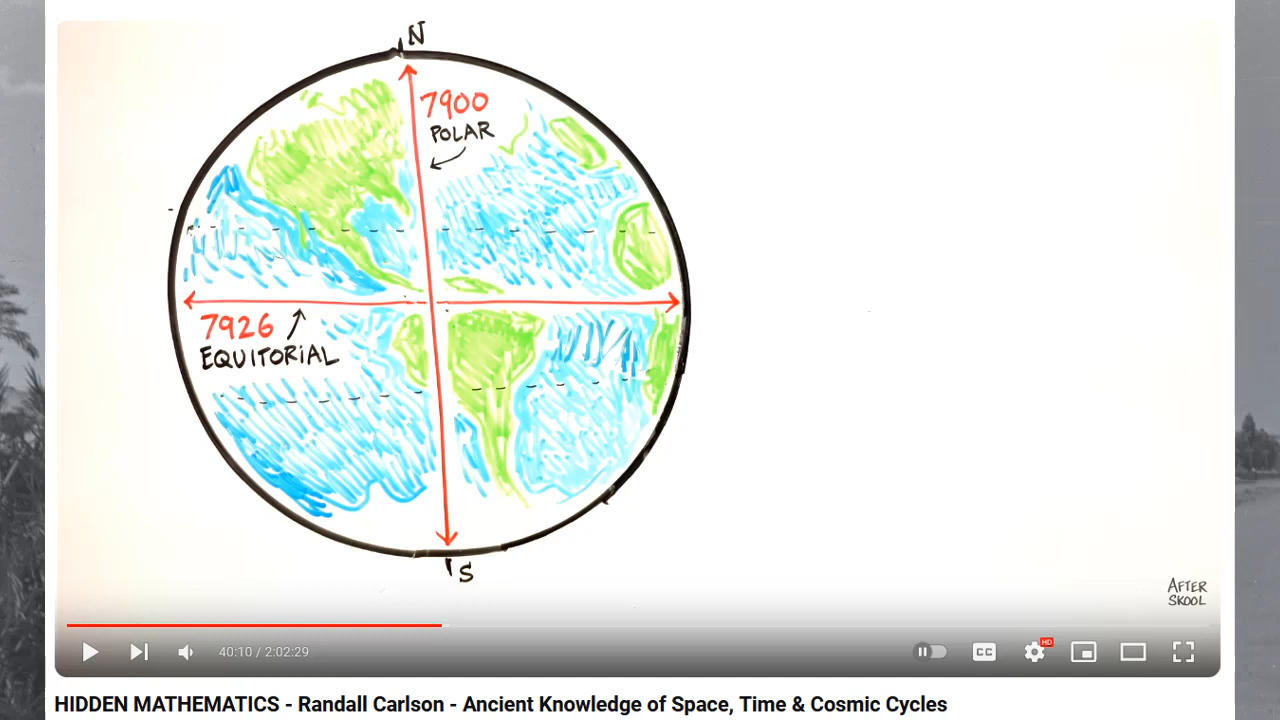 N
7900
POLAR
7926
EQUITORIAL
S
AFTER
SKOOL
40:10 / 2:02:29
CC
HD
HIDDEN MATHEMATICS - Randall Carlson - Ancient Knowledge of Space, Time & Cosmic Cycles